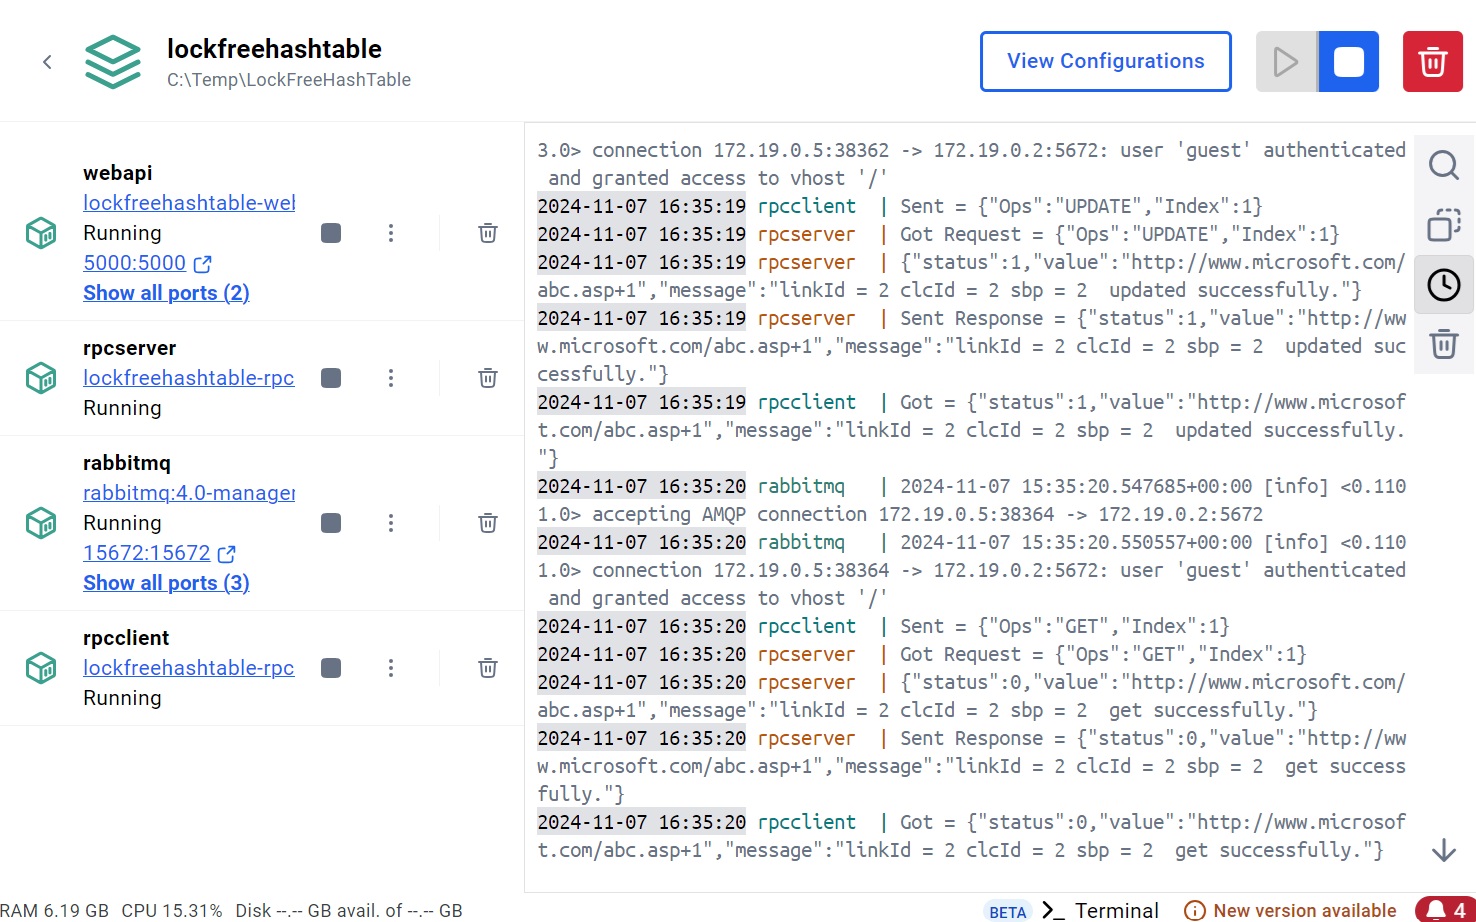 lockfreehashtable
C:\Temp\LockFreeHashTable
View Configurations
webapi
lockfreehashtable-web
Running
5000:5000
Show all ports (2)
rpcserver
lockfreehashtable-rpc
Running
rabbitmq
rabbitmq:4.0-manager
Running
15672:15672
Show all ports (3)
rpcclient
lockfreehashtable-rpc
Running
3.0> connection 172.19.0.5:38362 -> 172.19.0.2:5672: user 'guest' authenticated
and granted access to vhost '/'
2024-11-07 16:35:19 rpcclient | Sent = {"Ops":"UPDATE","Index":1}
2024-11-07 16:35:19 rpcserver | Got Request = {"Ops":"UPDATE","Index":1}
2024-11-07 16:35:19 rpcserver | {"status":1,"value":"http://www.microsoft.com/
abc.asp+1","message":"linkId = 2 clcId = 2 sbp = 2  updated successfully."}
2024-11-07 16:35:19 rpcserver | Sent Response = {"status":1,"value":"http://ww
w.microsoft.com/abc.asp+1","message":"linkId = 2 clcId = 2 sbp = 2  updated suc
cessfully."}
2024-11-07 16:35:19 rpcclient | Got = {"status":1,"value":"http://www.microsof
t.com/abc.asp+1","message":"linkId = 2 clcId = 2 sbp = 2  updated successfully.
"}
2024-11-07 16:35:20 rabbitmq | 2024-11-07 15:35:20.547685+00:00 [info] <0.110
1.0> accepting AMQP connection 172.19.0.5:38364 -> 172.19.0.2:5672
2024-11-07 16:35:20 rabbitmq | 2024-11-07 15:35:20.550557+00:00 [info] <0.110
1.0> connection 172.19.0.5:38364 -> 172.19.0.2:5672: user 'guest' authenticated
and granted access to vhost '/'
2024-11-07 16:35:20 rpcclient | Sent = {"Ops":"GET","Index":1}
2024-11-07 16:35:20 rpcserver | Got Request = {"Ops":"GET","Index":1}
2024-11-07 16:35:20 rpcserver | {"status":0,"value":"http://www.microsoft.com/
abc.asp+1","message":"linkId = 2 clcId = 2 sbp = 2  get successfully."}
2024-11-07 16:35:20 rpcserver | Sent Response = {"status":0,"value":"http://ww
w.microsoft.com/abc.asp+1","message":"linkId = 2 clcId = 2 sbp = 2  get success
fully."}
2024-11-07 16:35:20 rpcclient | Got = {"status":0,"value":"http://www.microsof
t.com/abc.asp+1","message":"linkId = 2 clcId = 2 sbp = 2  get successfully."}
RAM 6.19 GB CPU 15.31% Disk --.-- GB avail. of --.-- GB
BETA >_ Terminal New version available 4